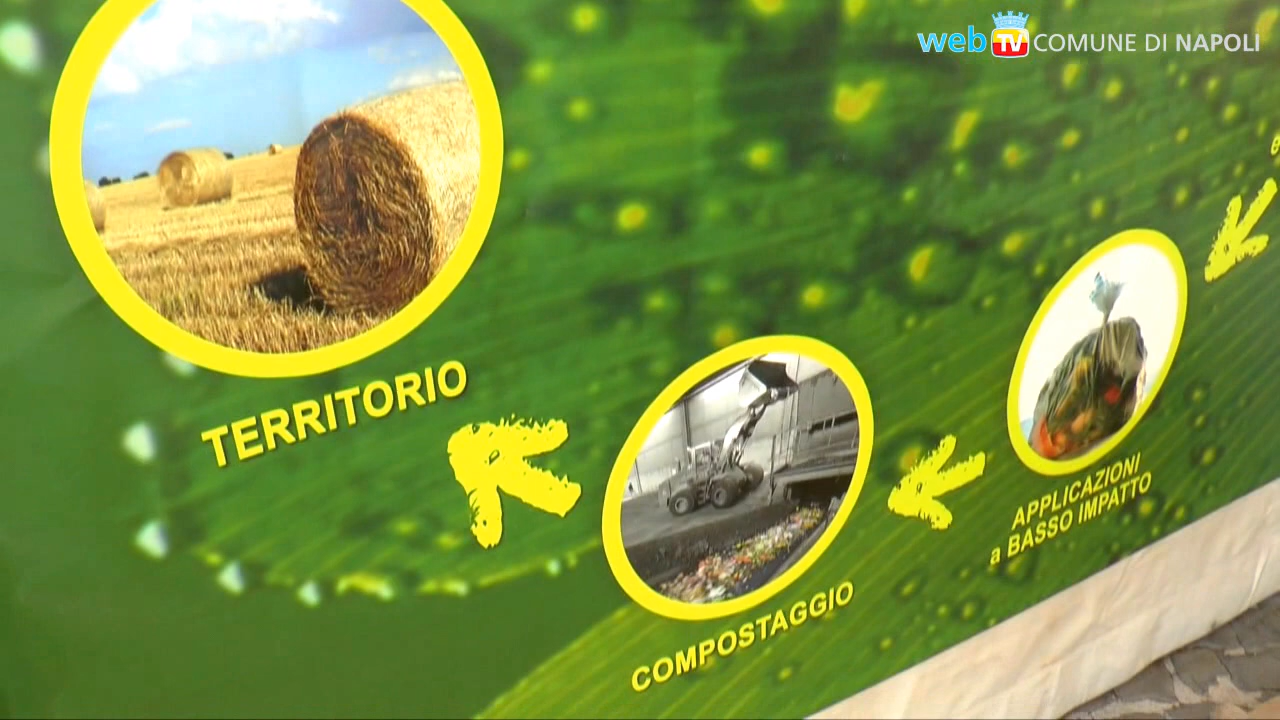 web TV COMUNE DI NAPOLI
TERRITORIO
COMPOSTAGGIO
APPLICAZIONI
a BASSO IMPATTO